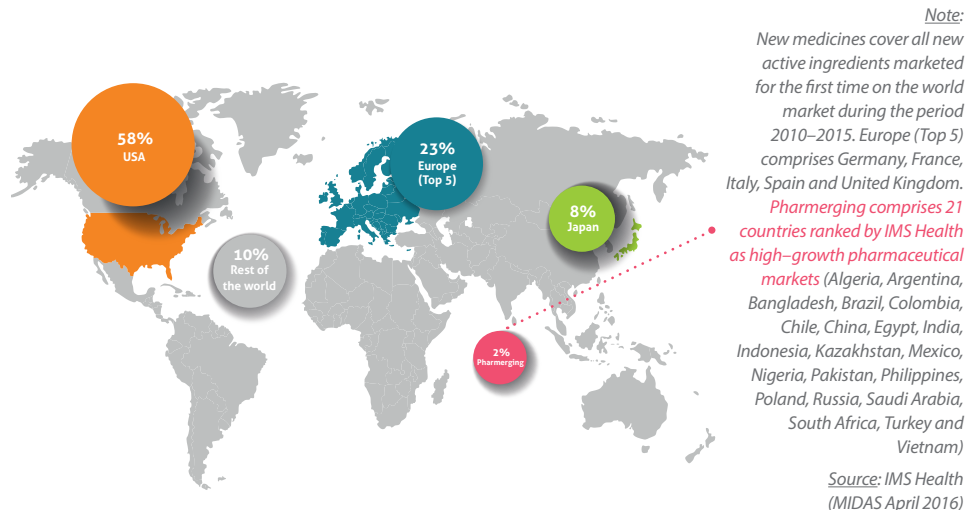 58%
USA
23%
Europe
(Top 5)
8%
Japan
10%
Rest of
the world
2%
Pharmerging
Note:
New medicines cover all new
active ingredients marketed
for the first time on the world
market during the period
2010–2015. Europe (Top 5)
comprises Germany, France,
Italy, Spain and United Kingdom.
Pharmerging comprises 21
countries ranked by IMS Health
as high–growth pharmaceutical
markets (Algeria, Argentina,
Bangladesh, Brazil, Colombia,
Chile, China, Egypt, India,
Indonesia, Kazakhstan, Mexico,
Nigeria, Pakistan, Philippines,
Poland, Russia, Saudi Arabia,
South Africa, Turkey and
Vietnam)
Source: IMS Health
(MIDAS April 2016)